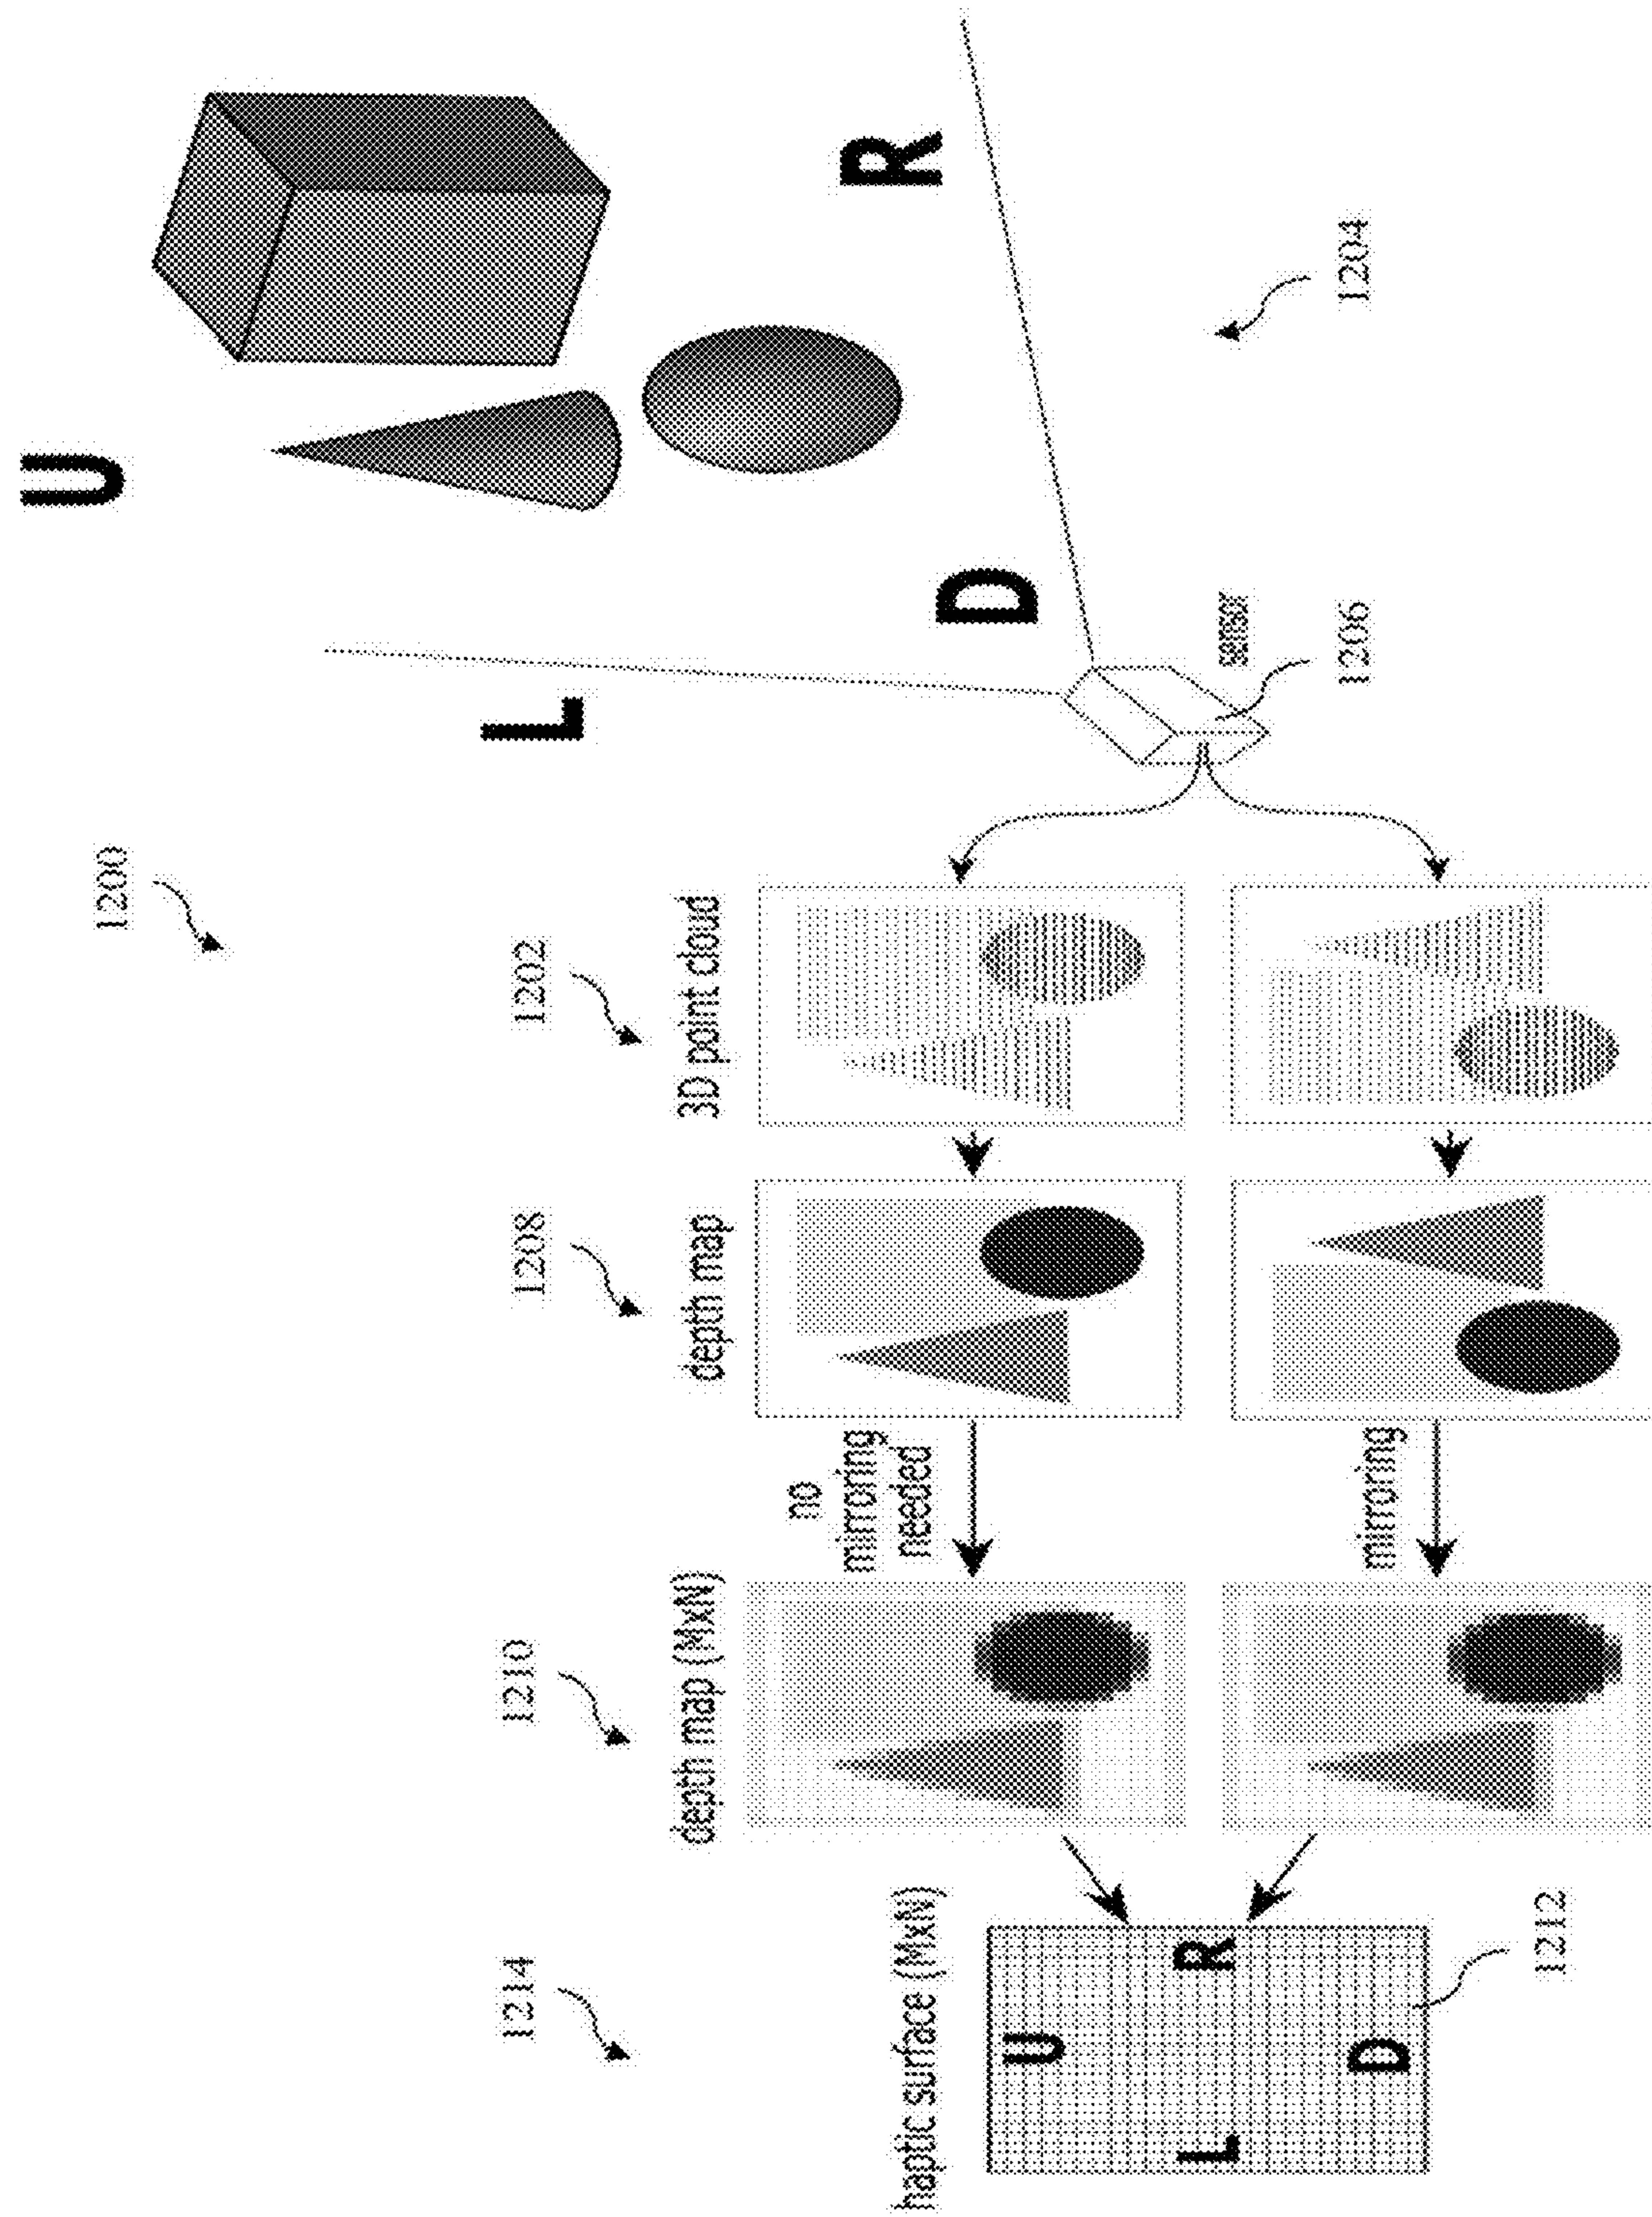 1200
U
L
R
D
1214
1210
1208
1202
haptic surface (MxN)
depth map (MxN)
depth map
3D point cloud
no
mirroring
needed
mirroring
U
L
R
D
sensor
1212
1206
1204